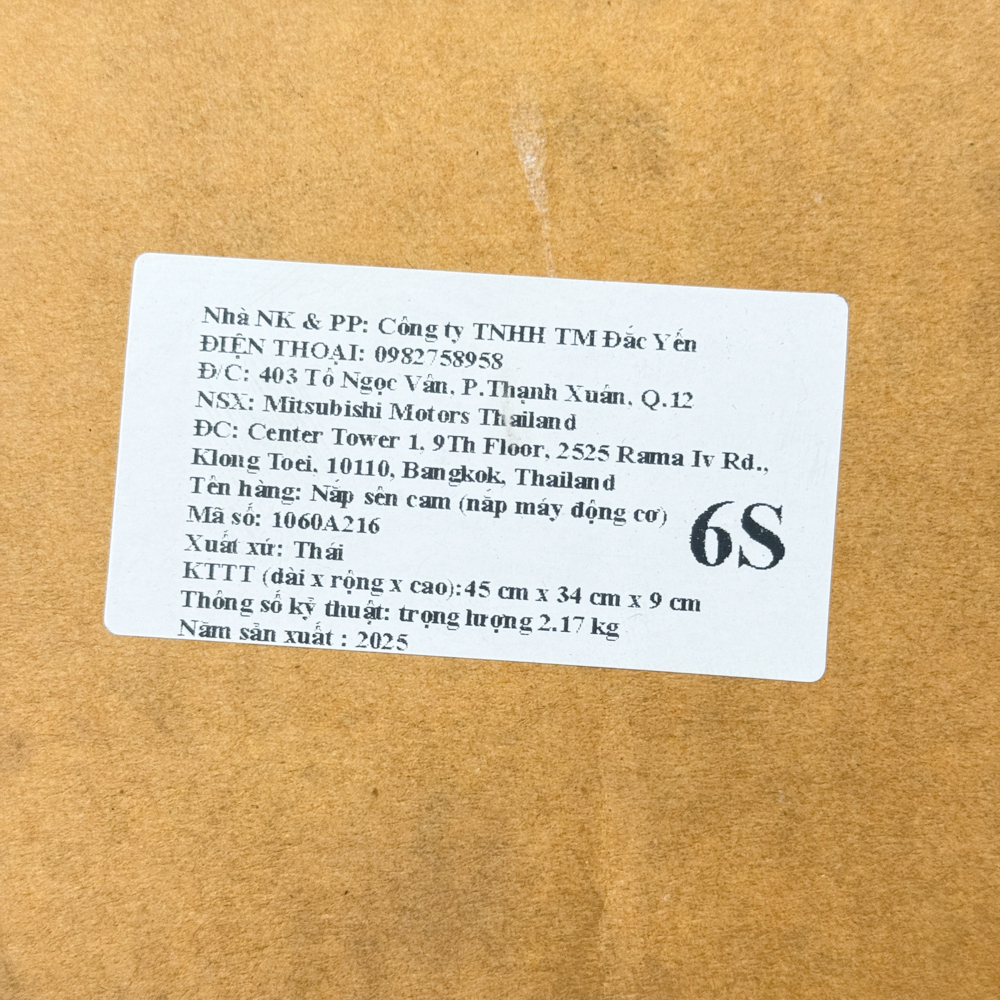 Nhà NK & PP: Công ty TNHH TM Đắc Yến
ĐIỆN THOẠI: 0982758958
Đ/C: 403 Tô Ngọc Vân, P.Thạnh Xuân, Q.12
NSX: Mitsubishi Motors Thailand
ĐC: Center Tower 1, 9Th Floor, 2525 Rama Iv Rd.,
Klong Toei, 10110, Bangkok, Thailand
Tên hàng: Nắp sên cam (nắp máy động cơ)
Mã số: 1060A216
6S
Xuất xứ: Thái
KTTT (dài x rộng x cao):45 cm x 34 cm x 9 cm
Thông số kỹ thuật: trọng lượng 2.17 kg
Năm sản xuất : 2025